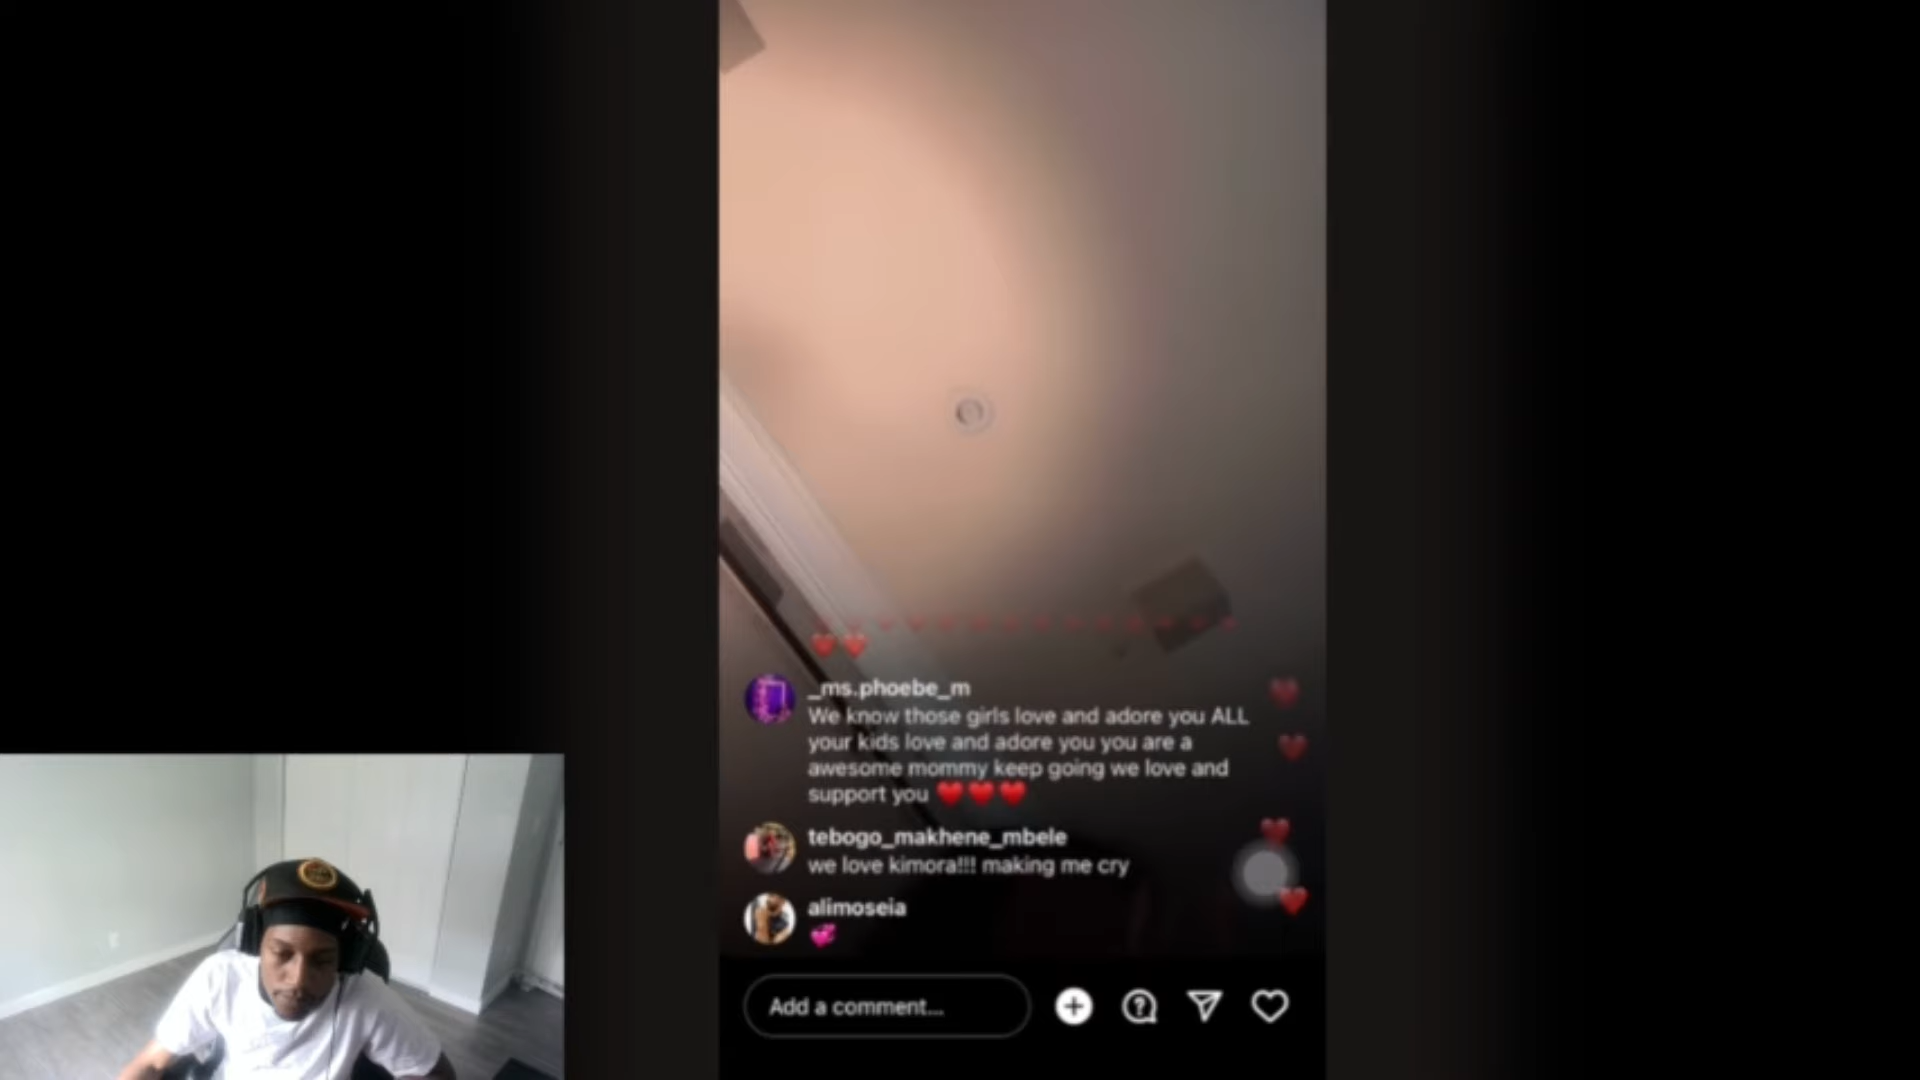 _ms.phoebe_m
We know those girls love and adore you ALL
your kids love and adore you you are a
awesome mommy keep going we love and
support you ❤️❤️❤️
tebogo_makhene_mbele
we love kimora!!! making me cry
alimoseia
💞
Add a comment...